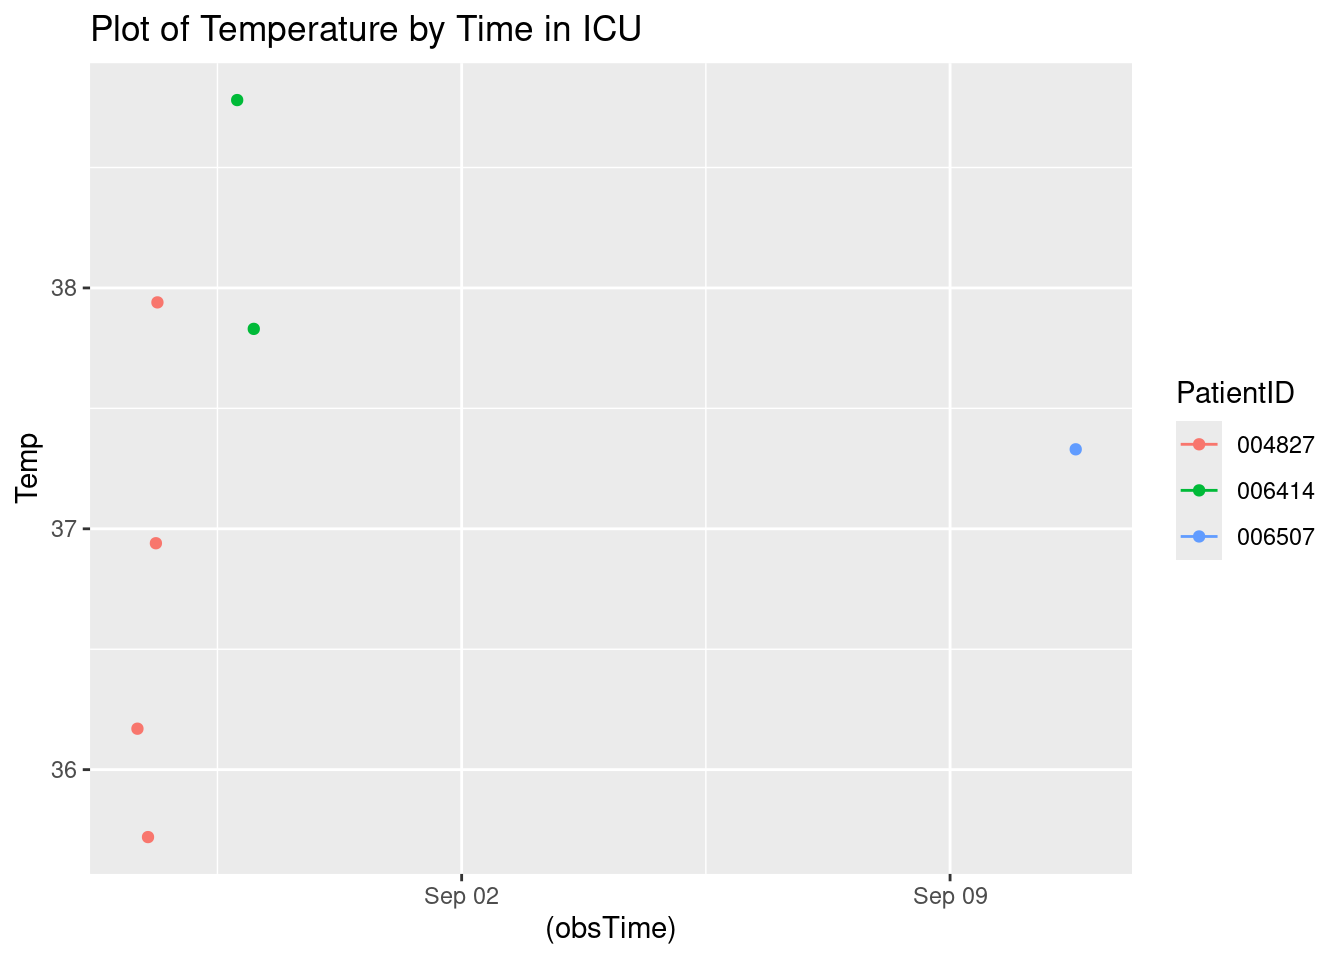 Plot of Temperature by Time in ICU
Temp
38
37
36
Sep 02
Sep 09
(obsTime)
PatientID
004827
006414
006507